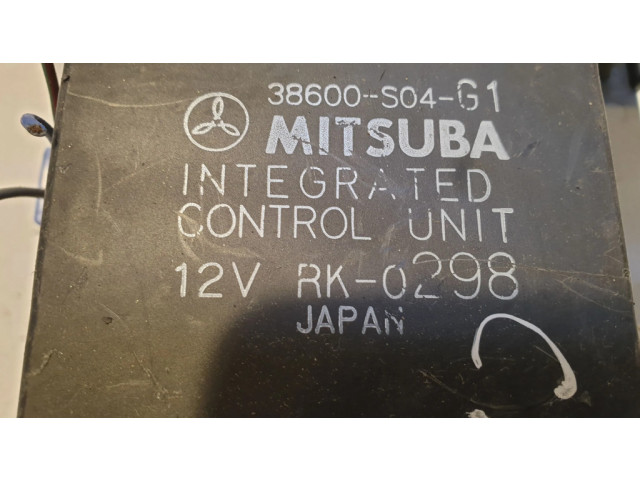 38600-S04-G1
MITSUBA
INTEGRATED
CONTROL UNIT
12V RK-0298
JAPAN